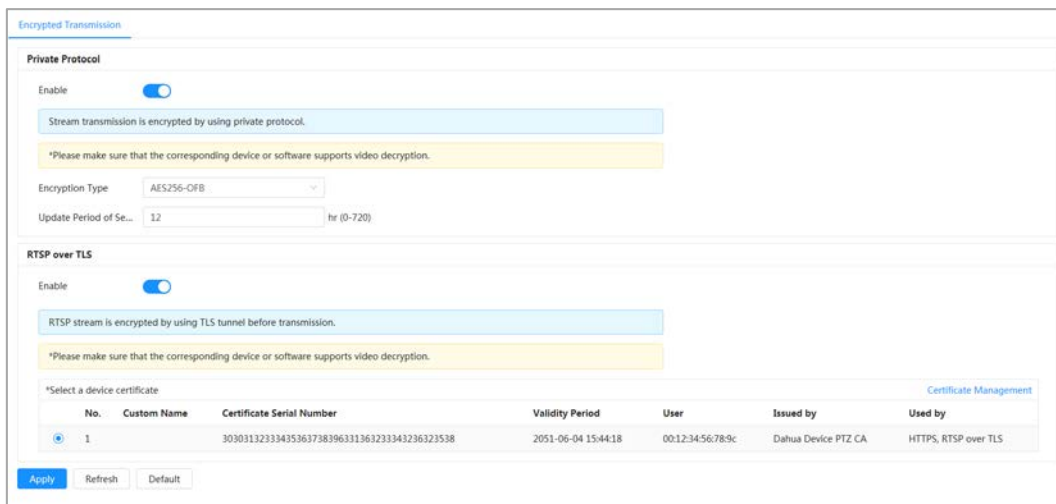 Encrypted Transmission
Private Protocol
Enable
Stream transmission is encrypted by using private protocol.
*Please make sure that the corresponding device or software supports video decryption.
Encryption Type AES256-OFB
Update Period of Se... 12 hr (0-720)
RTSP over TLS
Enable
RTSP stream is encrypted by using TLS tunnel before transmission.
*Please make sure that the corresponding device or software supports video decryption.
*Select a device certificate Certificate Management
No. Custom Name Certificate Serial Number Validity Period User Issued by Used by
1 3030313233343536373839633136323334323632353​8 2051-06-04 15:44:18 00:12:34:56:78:9c Dahua Device PTZ CA HTTPS, RTSP over TLS
Apply Refresh Default